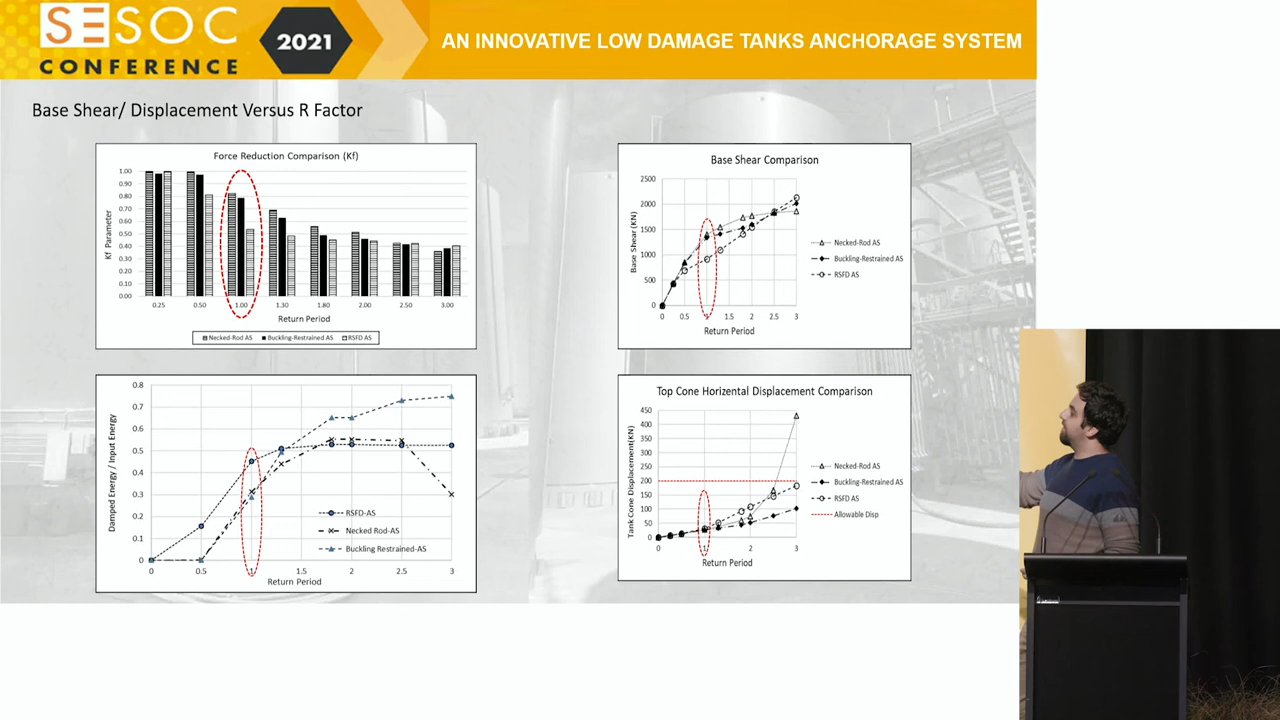 SESOC
CONFERENCE
2021
AN INNOVATIVE LOW DAMAGE TANKS ANCHORAGE SYSTEM
Base Shear/ Displacement Versus R Factor
Force Reduction Comparison (Kf)
Kf Parameter
1.00
0.90
0.80
0.70
0.60
0.50
0.40
0.30
0.20
0.10
0.00
0.25 0.50 1.00 1.30 1.80 2.00 2.50 3.00
Return Period
Necked-Rod AS Buckling-Restrained AS RSFD AS
Base Shear Comparison
Base Shear (KN)
2500
2000
1500
1000
500
0
0 0.5 1 1.5 2 2.5 3
Return Period
Necked-Rod AS
Buckling-Restrained AS
RSFD AS
Damped Energy / Input Energy
0.8
0.7
0.6
0.5
0.4
0.3
0.2
0.1
0
0 0.5 1 1.5 2 2.5 3
Return Period
RSFD-AS
Necked Rod-AS
Buckling Restrained-AS
Top Cone Horizental Displacement Comparison
Tank Cone Displacement(KN)
450
400
350
300
250
200
150
100
50
0
0 1 2 3
Return Period
Necked-Rod AS
Buckling-Restrained AS
RSFD AS
Allowable Disp